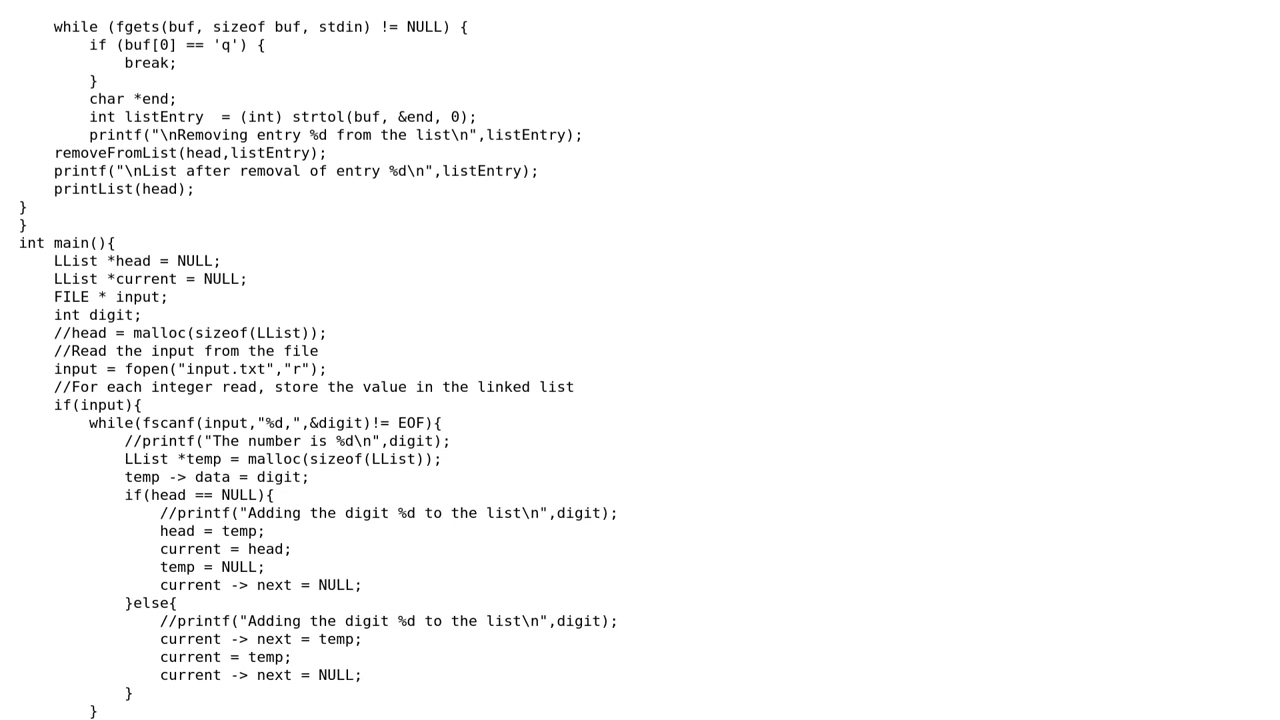 while (fgets(buf, sizeof buf, stdin) != NULL) {
        if (buf[0] == 'q') {
            break;
        }
        char *end;
        int listEntry  = (int) strtol(buf, &end, 0);
        printf("\nRemoving entry %d from the list\n",listEntry);
    removeFromList(head,listEntry);
    printf("\nList after removal of entry %d\n",listEntry);
    printList(head);
}
}
int main(){
    LList *head = NULL;
    LList *current = NULL;
    FILE * input;
    int digit;
    //head = malloc(sizeof(LList));
    //Read the input from the file
    input = fopen("input.txt","r");
    //For each integer read, store the value in the linked list
    if(input){
        while(fscanf(input,"%d,",&digit)!= EOF){
            //printf("The number is %d\n",digit);
            LList *temp = malloc(sizeof(LList));
            temp -> data = digit;
            if(head == NULL){
                //printf("Adding the digit %d to the list\n",digit);
                head = temp;
                current = head;
                temp = NULL;
                current -> next = NULL;
            }else{
                //printf("Adding the digit %d to the list\n",digit);
                current -> next = temp;
                current = temp;
                current -> next = NULL;
            }
        }